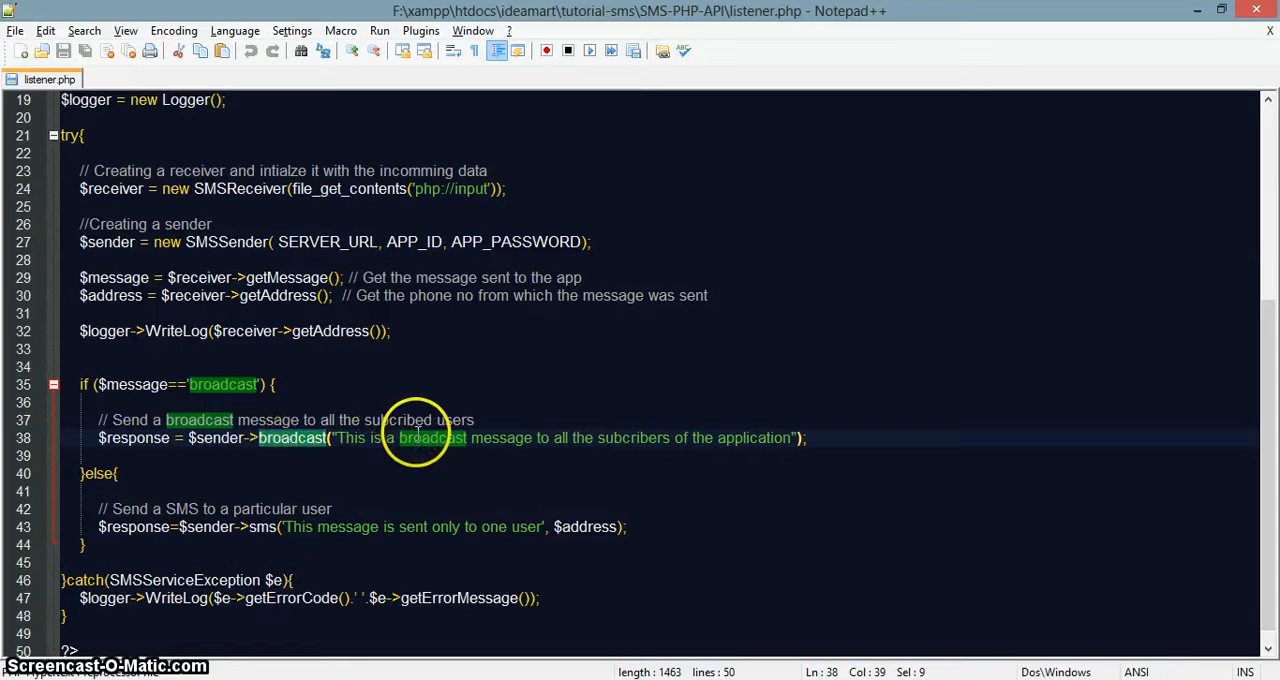 F:\xampp\htdocs\ideamart\tutorial-sms\SMS-PHP-API\listener.php - Notepad++
File Edit Search View Encoding Language Settings Macro Run Plugins Window ? X
listener.php
19 $logger = new Logger();
20
21 try{
22
23 // Creating a receiver and intialze it with the incomming data
24 $receiver = new SMSReceiver(file_get_contents('php://input'));
25
26 //Creating a sender
27 $sender = new SMSSender( SERVER_URL, APP_ID, APP_PASSWORD);
28
29 $message = $receiver->getMessage(); // Get the message sent to the app
30 $address = $receiver->getAddress(); // Get the phone no from which the message was sent
31
32 $logger->WriteLog($receiver->getAddress());
33
34
35 if ($message=='broadcast') {
36
37 // Send a broadcast message to all the subcribed users
38 $response = $sender->broadcast("This is a broadcast message to all the subcribers of the application");
39
40 }else{
41
42 // Send a SMS to a particular user
43 $response=$sender->sms('This message is sent only to one user', $address);
44 }
45
46 }catch(SMSServiceException $e){
47 $logger->WriteLog($e->getErrorCode().' '.$e->getErrorMessage());
48 }
49
50 ?>
Screencast-O-Matic.com
length : 1463 lines : 50 Ln : 38 Col : 39 Sel : 9 Dos\Windows ANSI INS